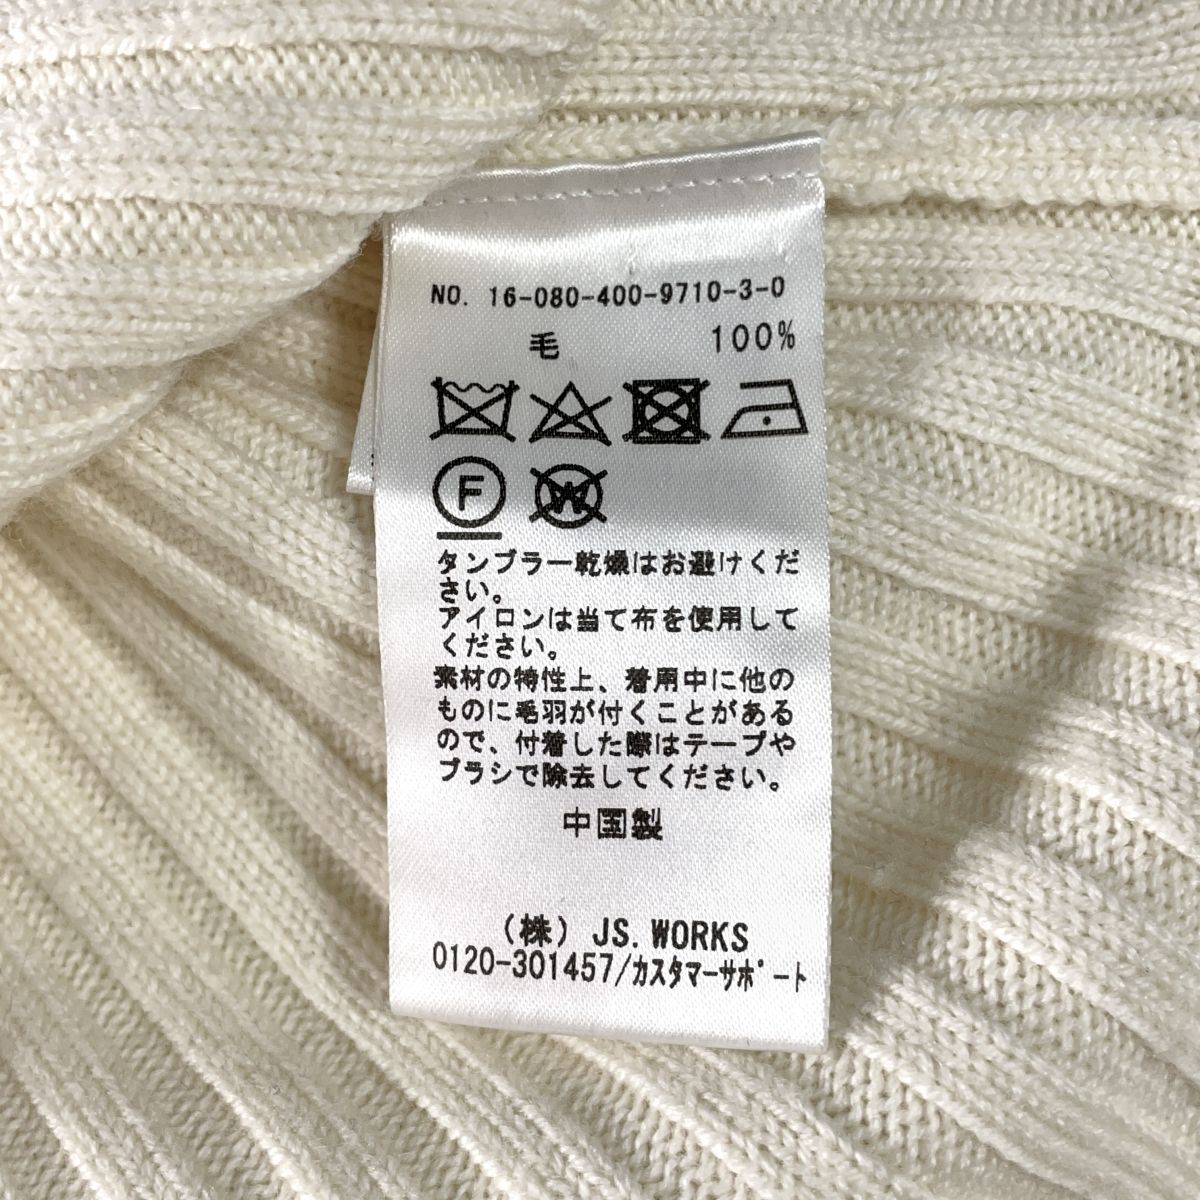 NO. 16-080-400-9710-3-0
毛 100%
F W
タンブラー乾燥はお避けくだ
さい。
アイロンは当て布を使用して
ください。
素材の特性上、着用中に他の
ものに毛羽が付くことがある
ので、付着した際はテープや
ブラシで除去してください。
中国製
(株) JS. WORKS
0120-301457/カスタマーサポート